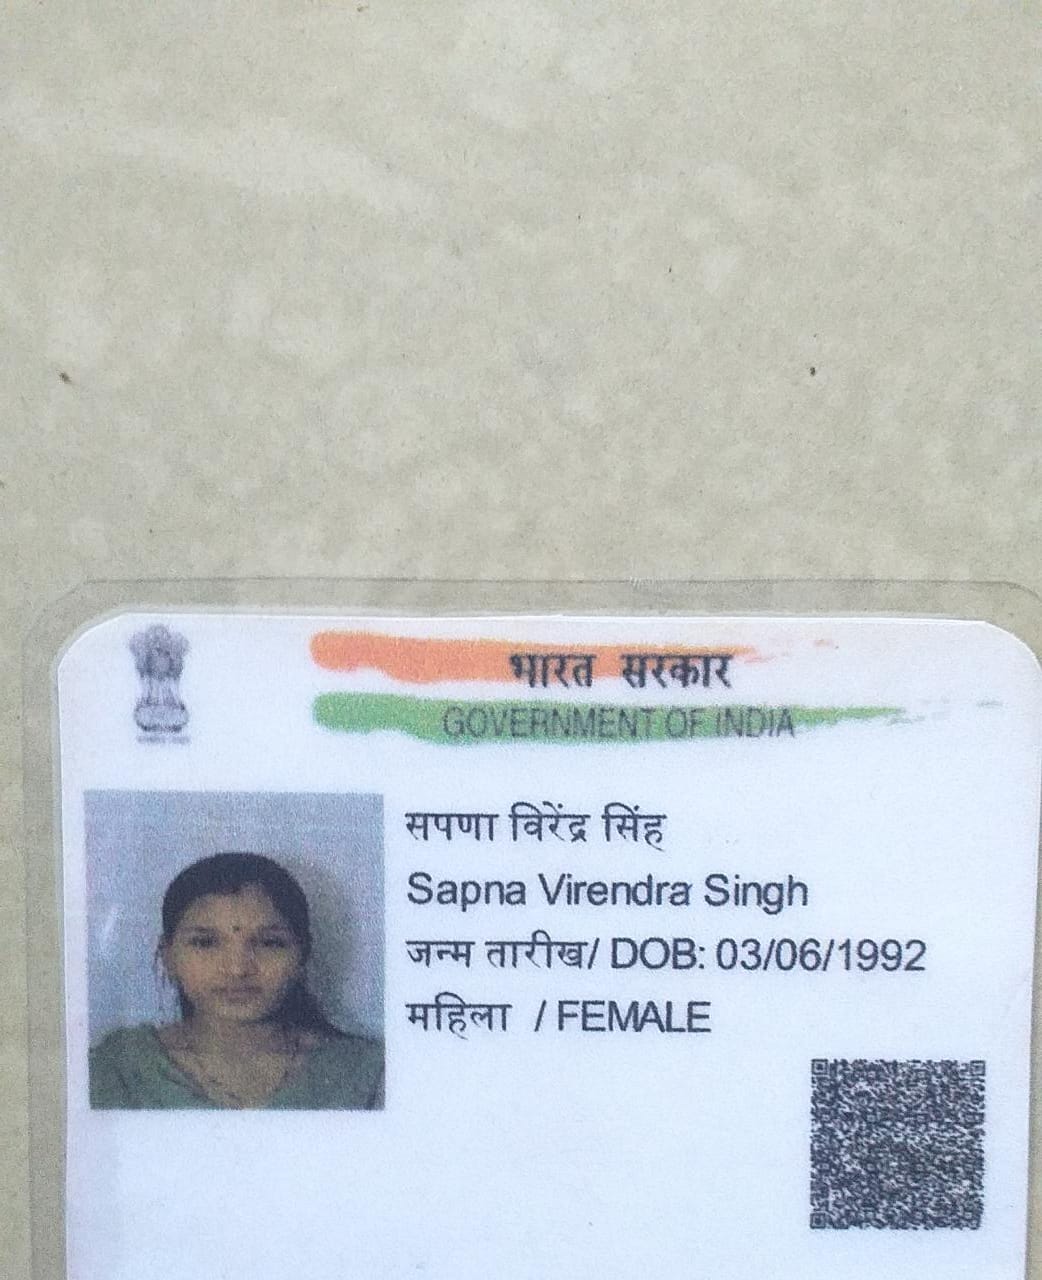 भारत सरकार
GOVERNMENT OF INDIA
सपणा विरेंद्र सिंह
Sapna Virendra Singh
जन्म तारीख/ DOB: 03/06/1992
महिला / FEMALE